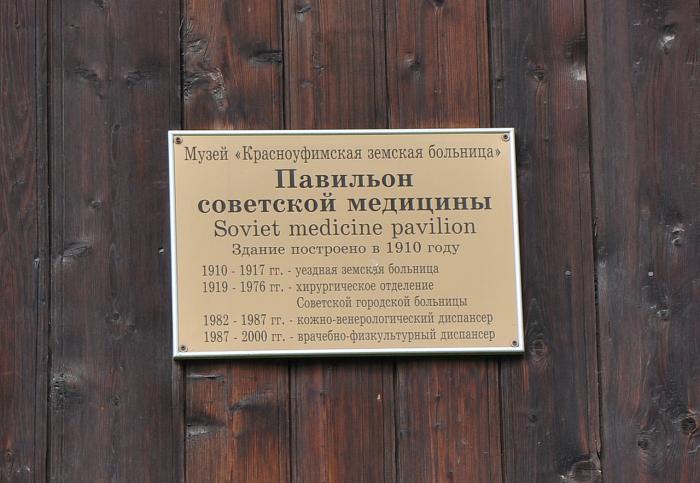 Музей «Красноуфимская земская больница»
Павильон
советской медицины
Soviet medicine pavilion
Здание построено в 1910 году
1910 - 1917 гг. - уездная земская больница
1919 - 1976 гг. - хирургическое отделение
Советской городской больницы
1982 - 1987 гг. - кожно-венерологический диспансер
1987 - 2000 гг. - врачебно-физкультурный диспансер